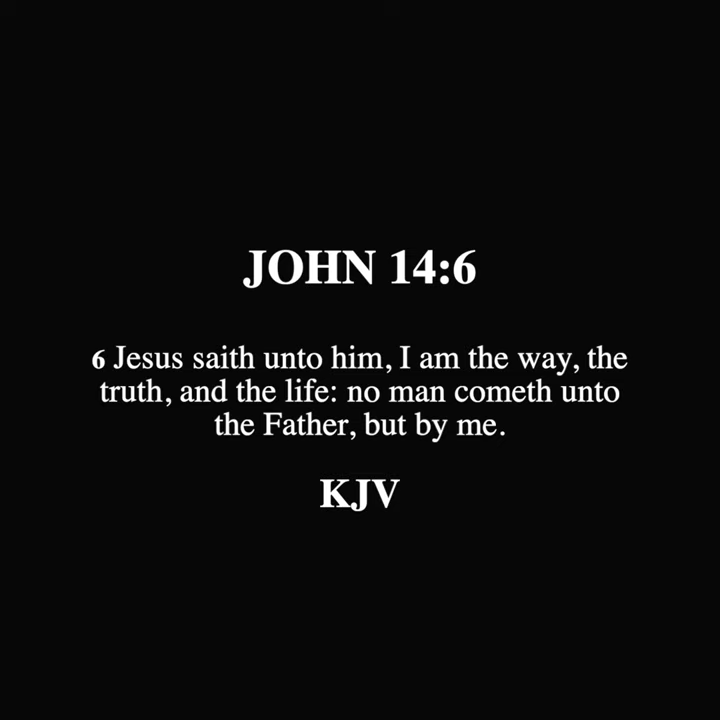 JOHN 14:6
6 Jesus saith unto him, I am the way, the
truth, and the life: no man cometh unto
the Father, but by me.
KJV